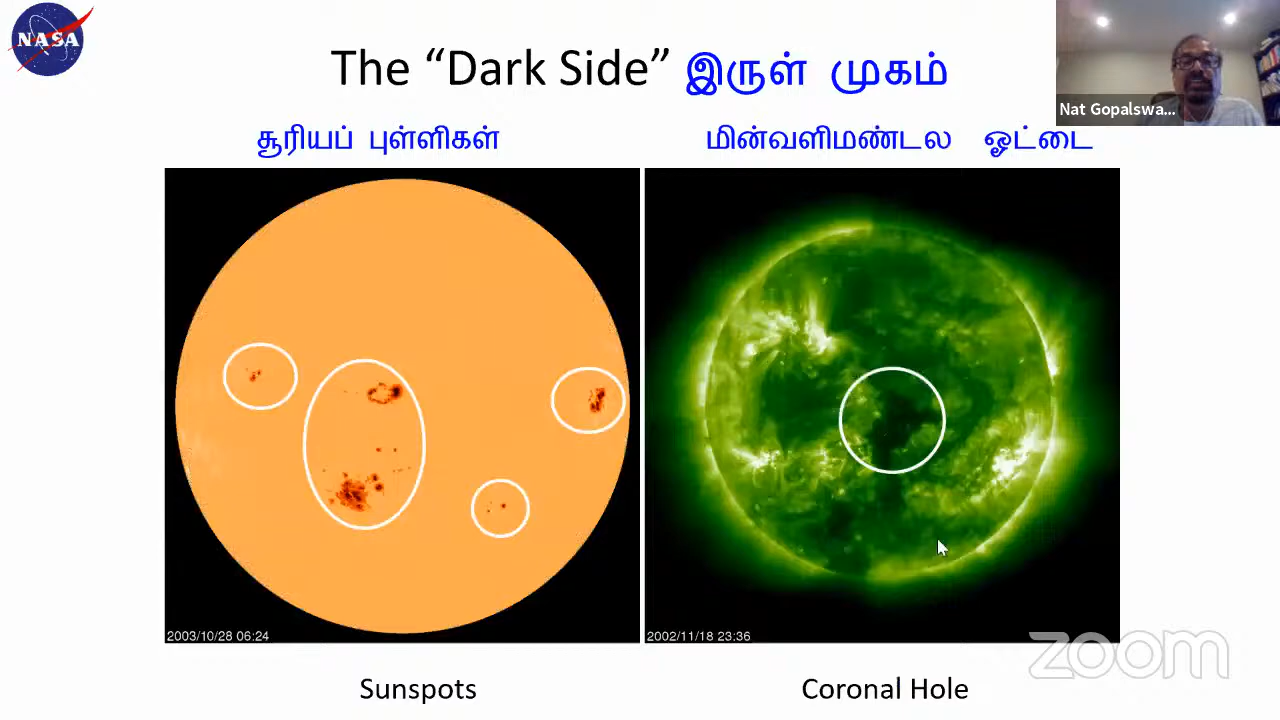 NASA
The “Dark Side” இருள் முகம்
Nat Gopalswa...
சூரியப் புள்ளிகள்
மின்வளிமண்டல ஓட்டை
2003/10/28 06:24
2002/11/18 23:36
zoom
Sunspots
Coronal Hole